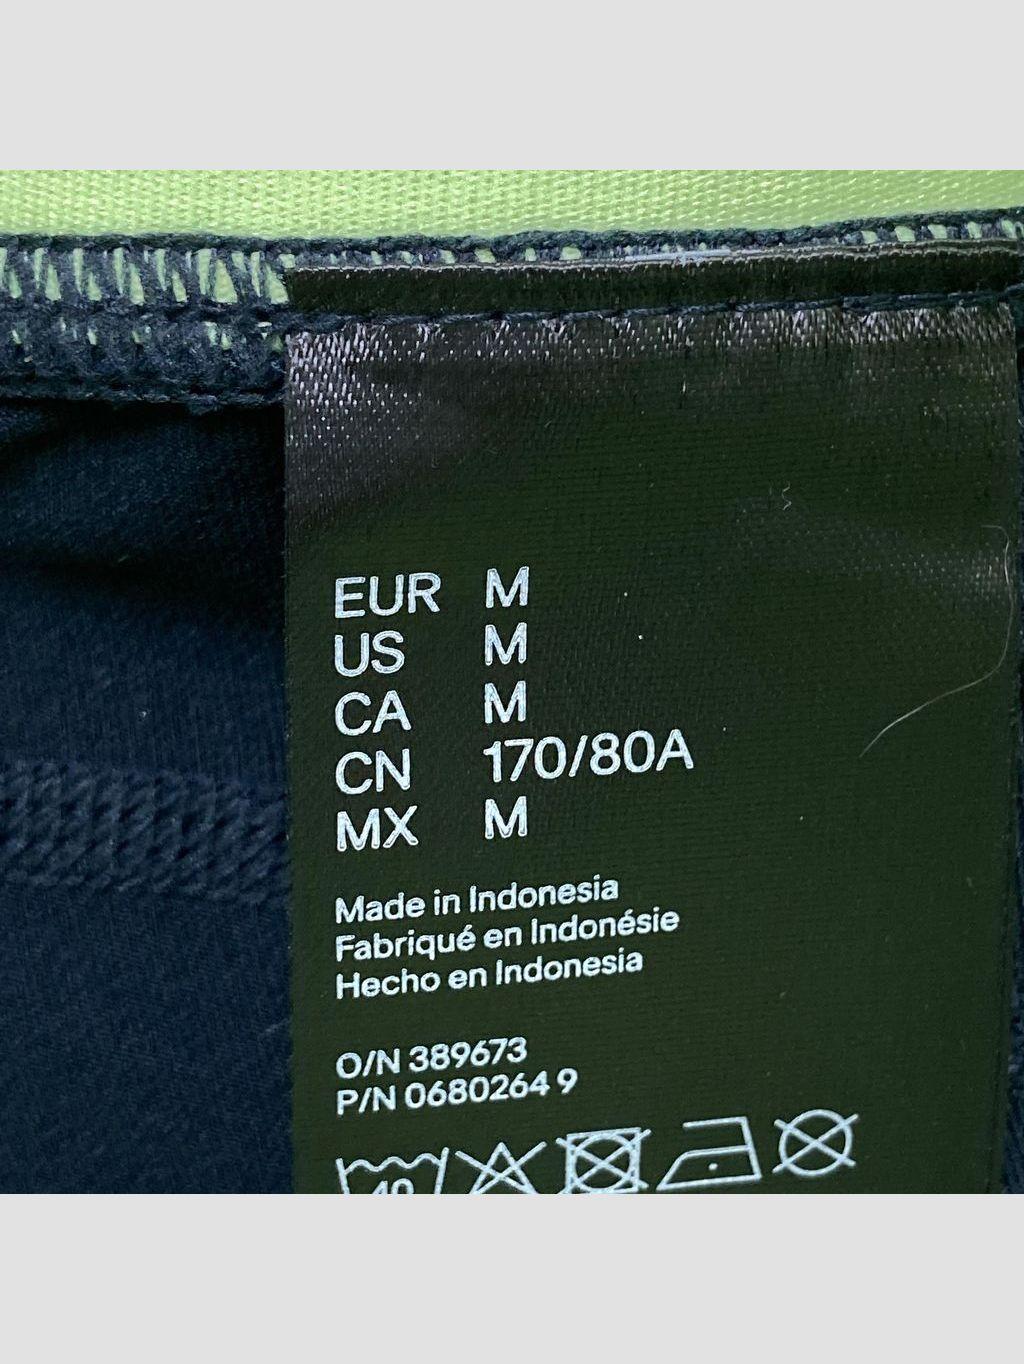 EUR M
US M
CA M
CN 170/80A
MX M
Made in Indonesia
Fabriqué en Indonésie
Hecho en Indonesia
O/N 389673
P/N 0680264 9
40